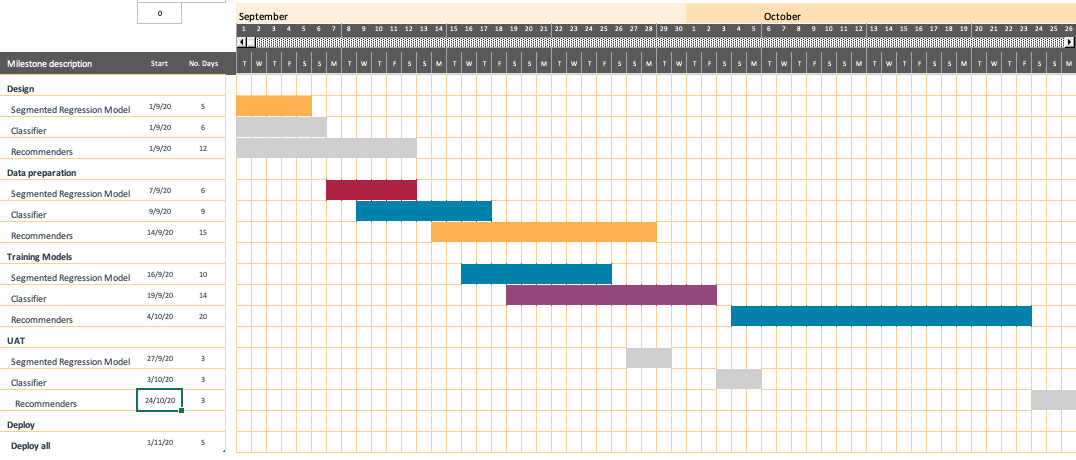 0
September October
1 2 3 4 5 6 7 8 9 10 11 12 13 14 15 16 17 18 19 20 21 22 23 24 25 26 27 28 29 30 1 2 3 4 5 6 7 8 9 10 11 12 13 14 15 16 17 18 19 20 21 22 23 24 25 26
Milestone description Start No. Days T W T F S S M T W T F S S M T W T F S S M T W T F S S M T W T F S S M T W T F S S M T W T F S S M T W T F S S M
Design
Segmented Regression Model 1/9/20 5
Classifier 1/9/20 6
Recommenders 1/9/20 12
Data preparation
Segmented Regression Model 7/9/20 6
Classifier 9/9/20 9
Recommenders 14/9/20 15
Training Models
Segmented Regression Model 16/9/20 10
Classifier 19/9/20 14
Recommenders 4/10/20 20
UAT
Segmented Regression Model 27/9/20 3
Classifier 3/10/20 3
Recommenders 24/10/20 3
Deploy
Deploy all 1/11/20 5